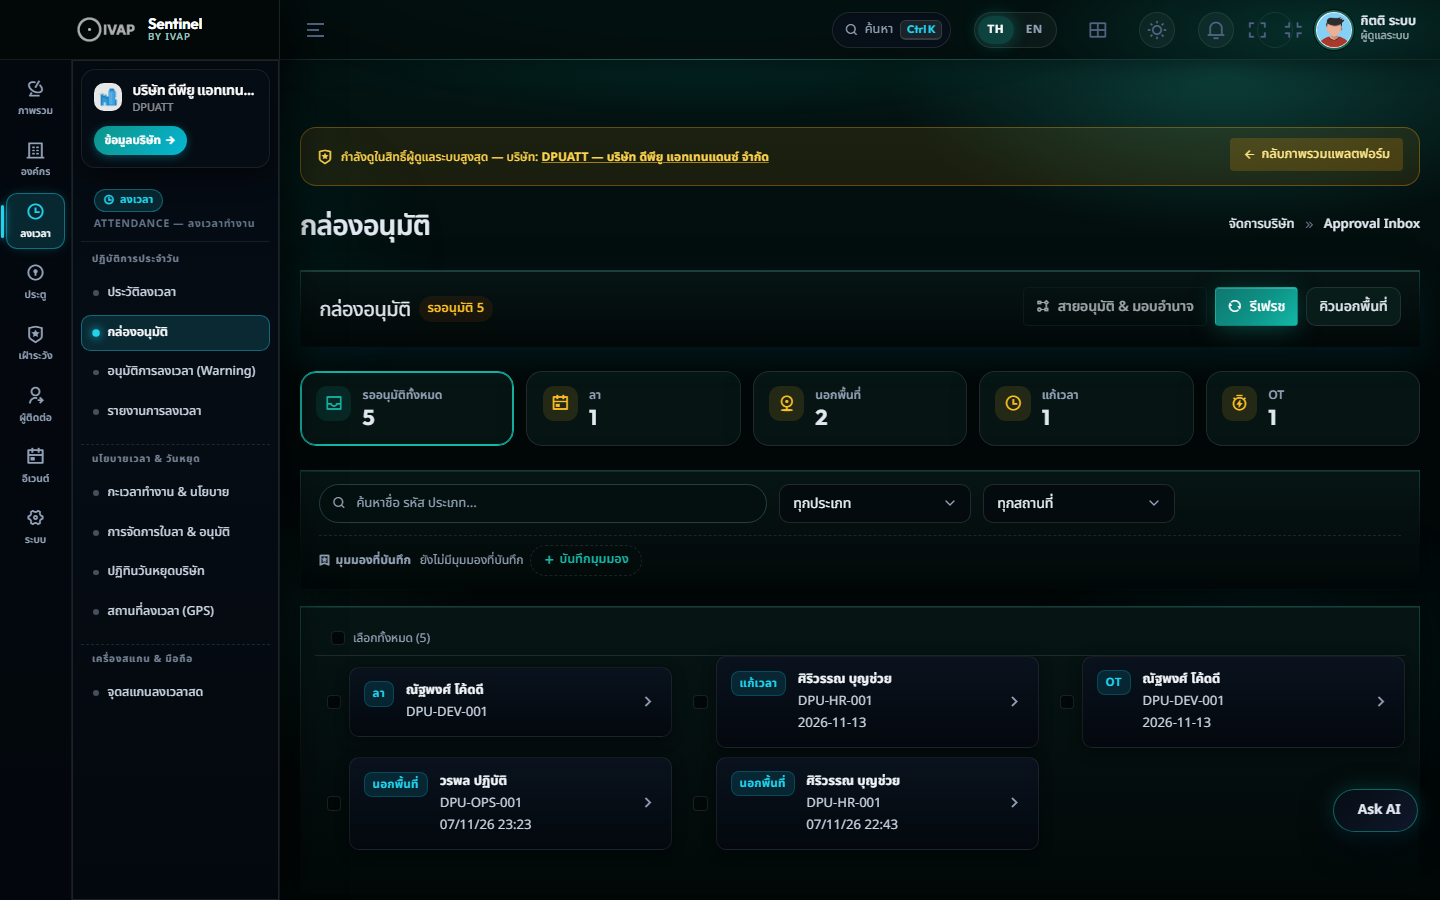 IVAP
Sentinel
BY IVAP
ค้นหา Ctrl K
TH EN
กิตติ ระบบ
ผู้ดูแลระบบ
ภาพรวม
องค์กร
ลงเวลา
ประตู
เฝ้าระวัง
ผู้ติดต่อ
อีเวนต์
ระบบ
บริษัท ดีพียู แอทเทน...
DPUATT
ข้อมูลบริษัท →
ลงเวลา
ATTENDANCE — ลงเวลาทำงาน
ปฏิบัติการประจำวัน
ประวัติลงเวลา
กล่องอนุมัติ
อนุมัติการลงเวลา (Warning)
รายงานการลงเวลา
นโยบายเวลา & วันหยุด
กะเวลาทำงาน & นโยบาย
การจัดการใบลา & อนุมัติ
ปฏิทินวันหยุดบริษัท
สถานที่ลงเวลา (GPS)
เครื่องสแกน & มือถือ
จุดสแกนลงเวลาสด
กำลังดูในสิทธิ์ผู้ดูแลระบบสูงสุด — บริษัท: DPUATT — บริษัท ดีพียู แอทเทนแดนซ์ จำกัด
← กลับภาพรวมแพลตฟอร์ม
กล่องอนุมัติ
จัดการบริษัท » Approval Inbox
กล่องอนุมัติ รออนุมัติ 5
สายอนุมัติ & มอบอำนาจ
รีเฟรช
คิวนอกพื้นที่
รออนุมัติทั้งหมด
5
ลา
1
นอกพื้นที่
2
แก้เวลา
1
OT
1
ค้นหาชื่อ รหัส ประเภท...
ทุกประเภท
ทุกสถานที่
มุมมองที่บันทึก ยังไม่มีมุมมองที่บันทึก + บันทึกมุมมอง
เลือกทั้งหมด (5)
ลา ณัฐพงศ์ โค้ดดี
DPU-DEV-001
แก้เวลา ศิริวรรณ บุญช่วย
DPU-HR-001
2026-11-13
OT ณัฐพงศ์ โค้ดดี
DPU-DEV-001
2026-11-13
นอกพื้นที่ วรพล ปฏิบัติ
DPU-OPS-001
07/11/26 23:23
นอกพื้นที่ ศิริวรรณ บุญช่วย
DPU-HR-001
07/11/26 22:43
Ask AI